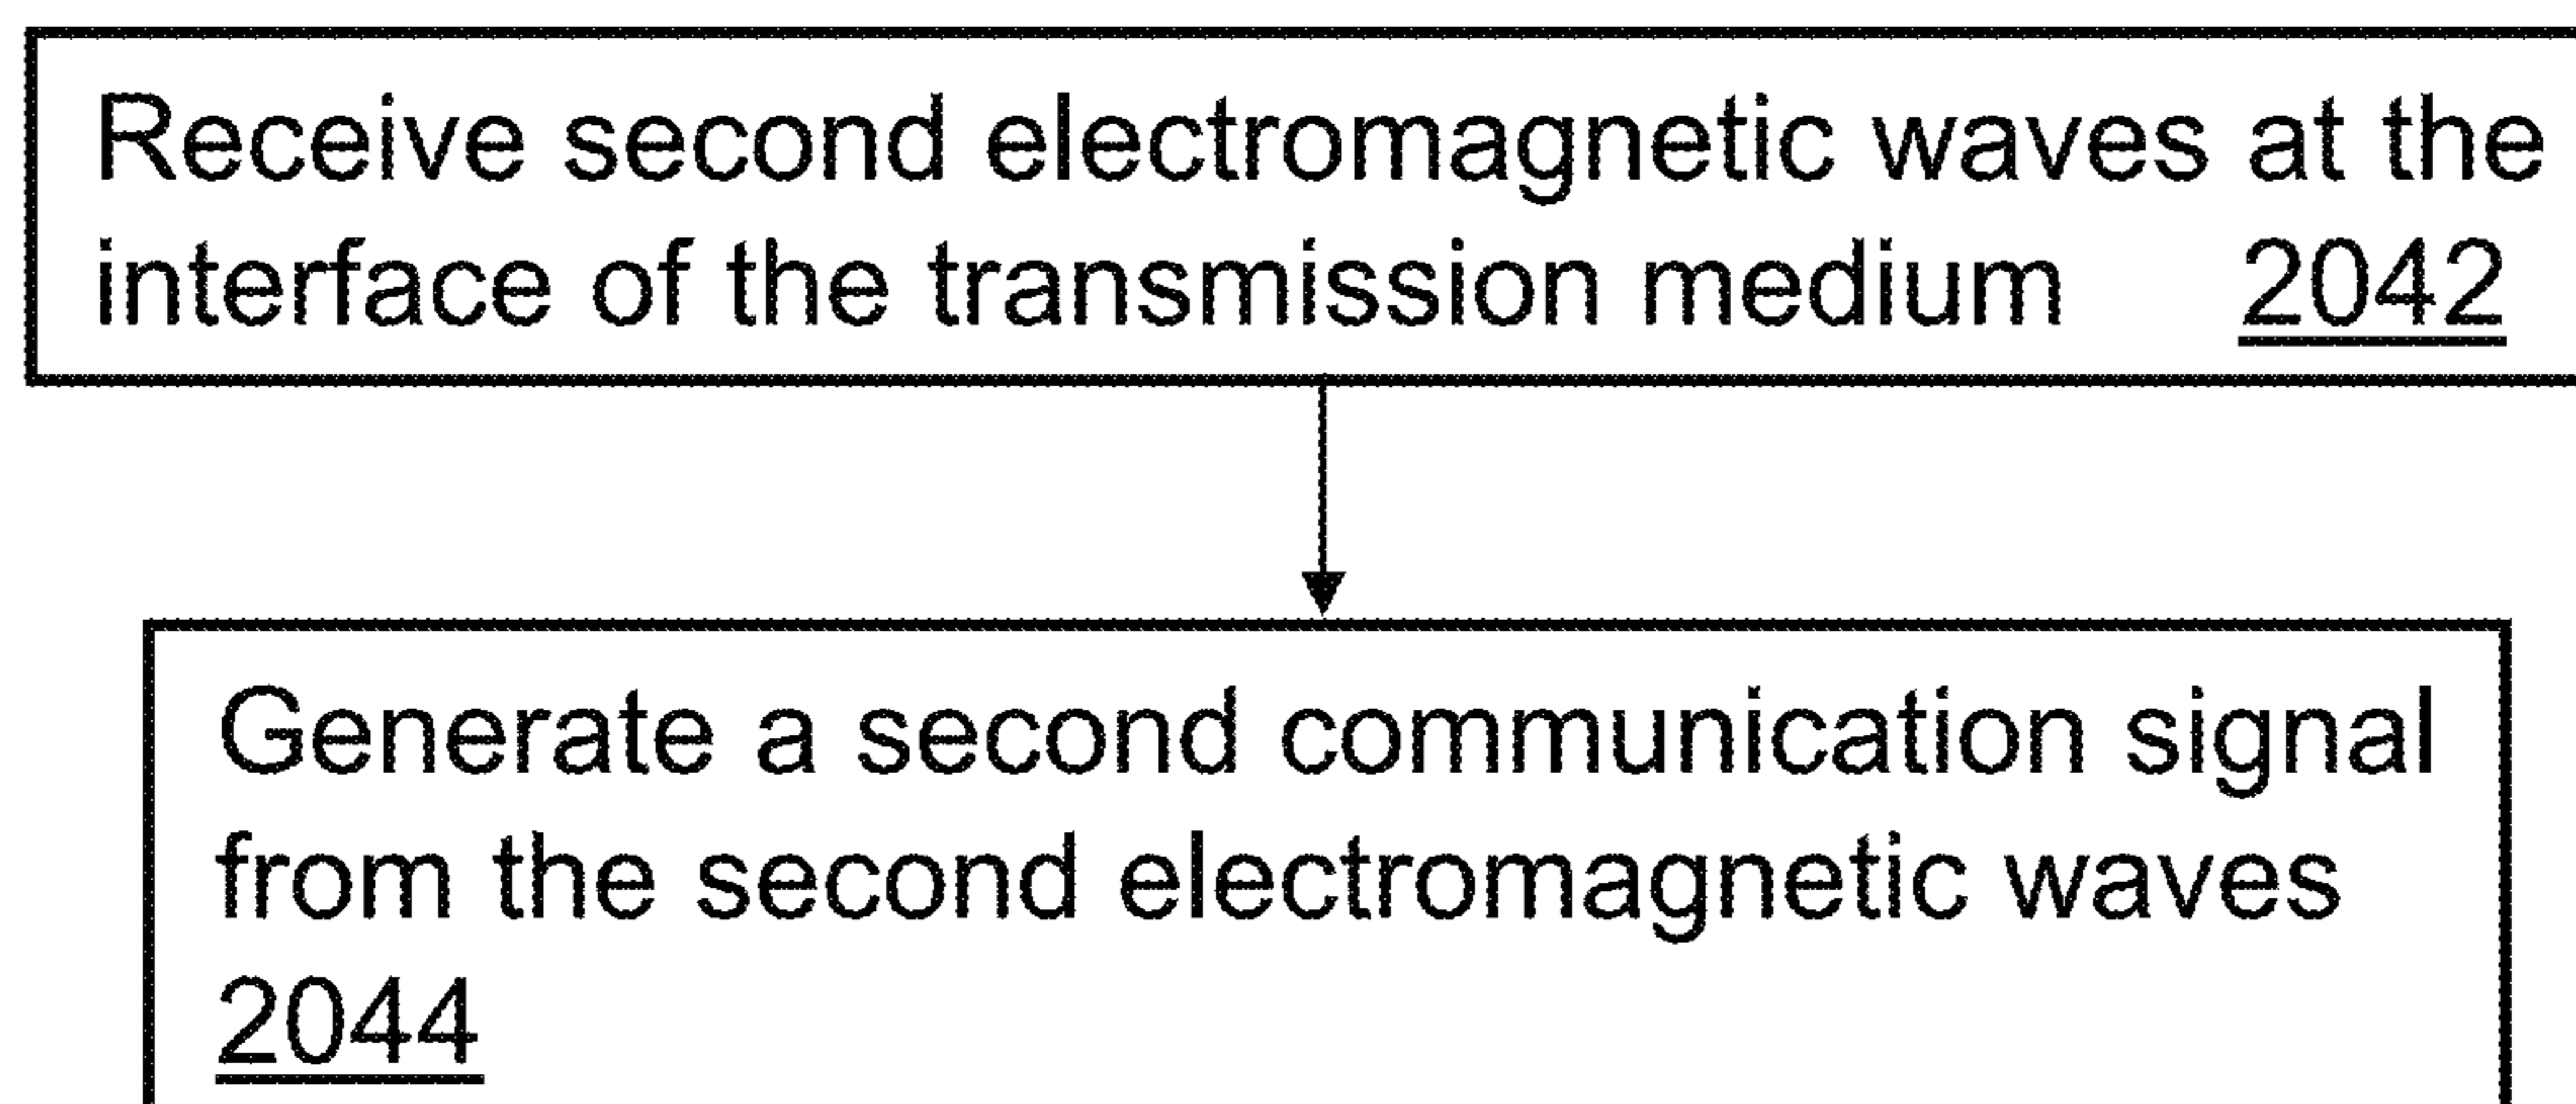 Receive second electromagnetic waves at the
interface of the transmission medium 2042
Generate a second communication signal
from the second electromagnetic waves
2044